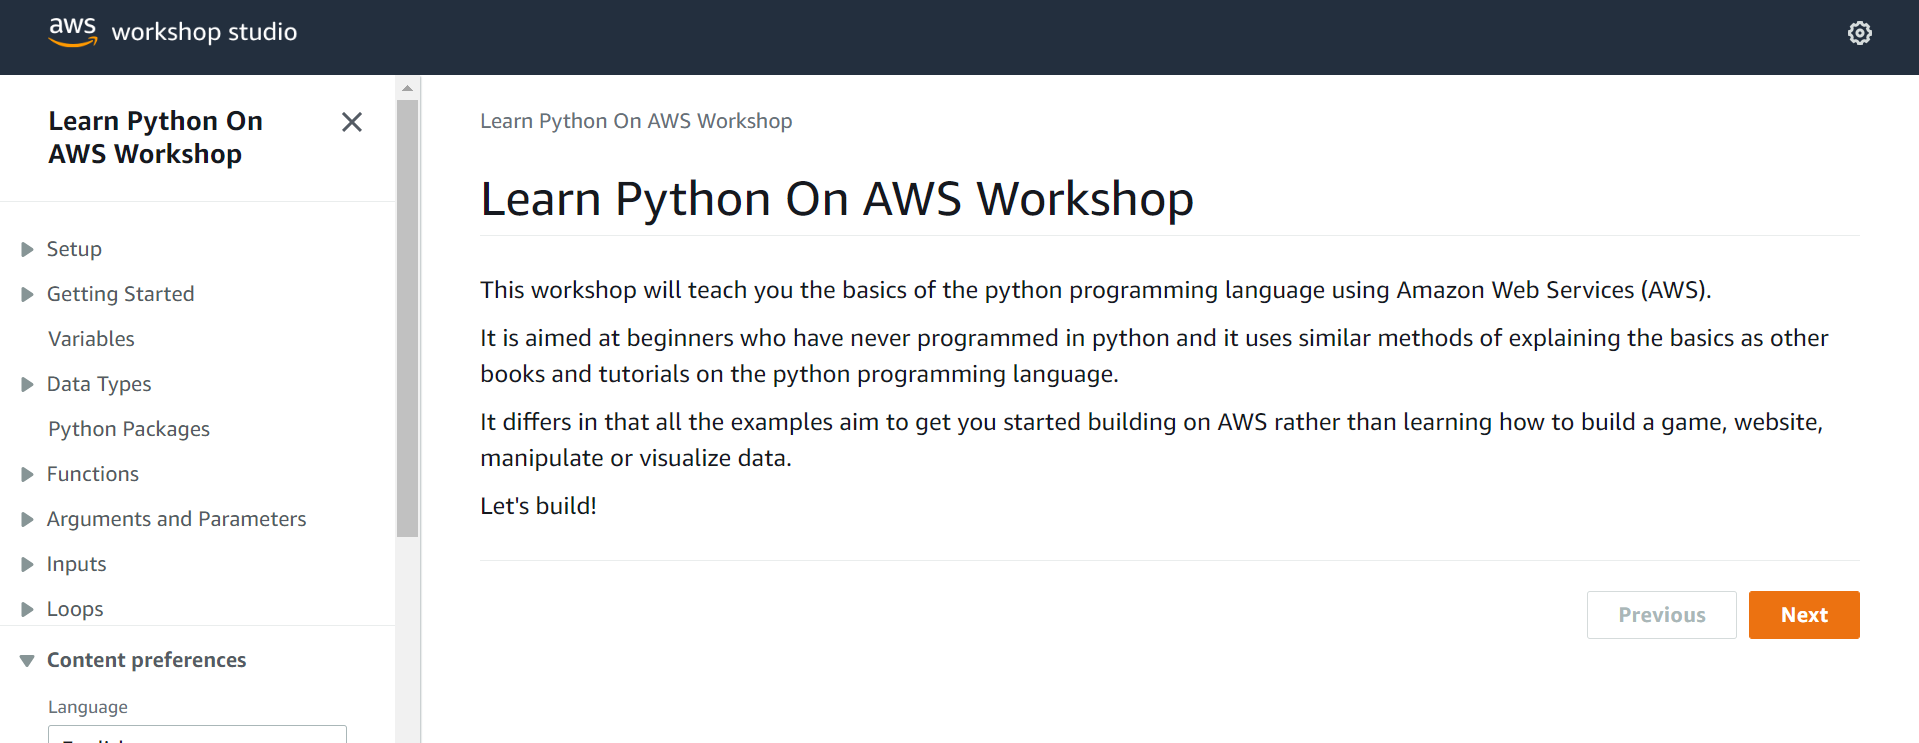 aws workshop studio
Learn Python On
AWS Workshop
Setup
Getting Started
Variables
Data Types
Python Packages
Functions
Arguments and Parameters
Inputs
Loops
Content preferences
Language
Learn Python On AWS Workshop
Learn Python On AWS Workshop
This workshop will teach you the basics of the python programming language using Amazon Web Services (AWS).
It is aimed at beginners who have never programmed in python and it uses similar methods of explaining the basics as other
books and tutorials on the python programming language.
It differs in that all the examples aim to get you started building on AWS rather than learning how to build a game, website,
manipulate or visualize data.
Let's build!
Previous
Next